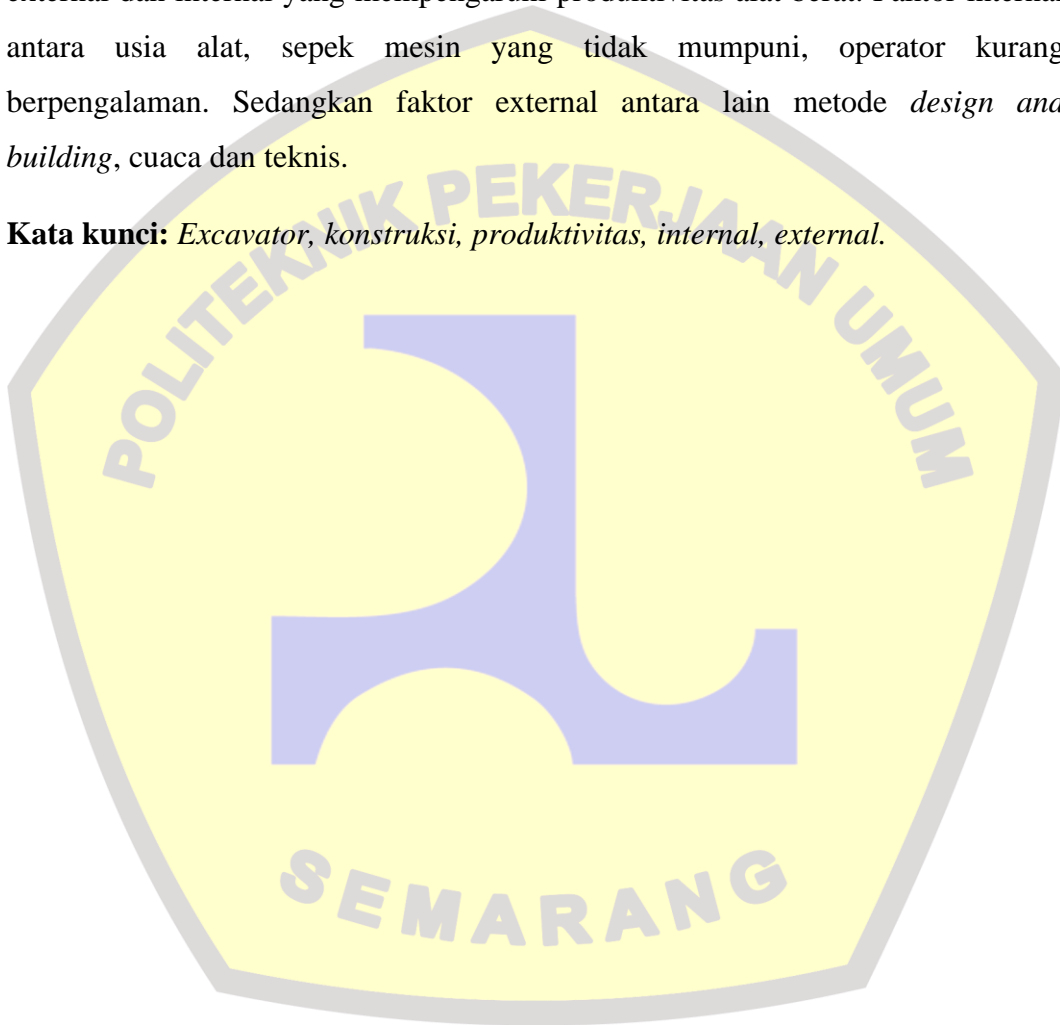 external dan internal yang mempengaruhi produktivitas alat berat. Faktor internal
antara usia alat, sepek mesin yang tidak mumpuni, operator kurang
berpengalaman. Sedangkan faktor external antara lain metode design and
building, cuaca dan teknis.
Kata kunci: Excavator, konstruksi, produktivitas, internal, external.
POLITEKNIK PEKERJAAN UMUM
SEMARANG